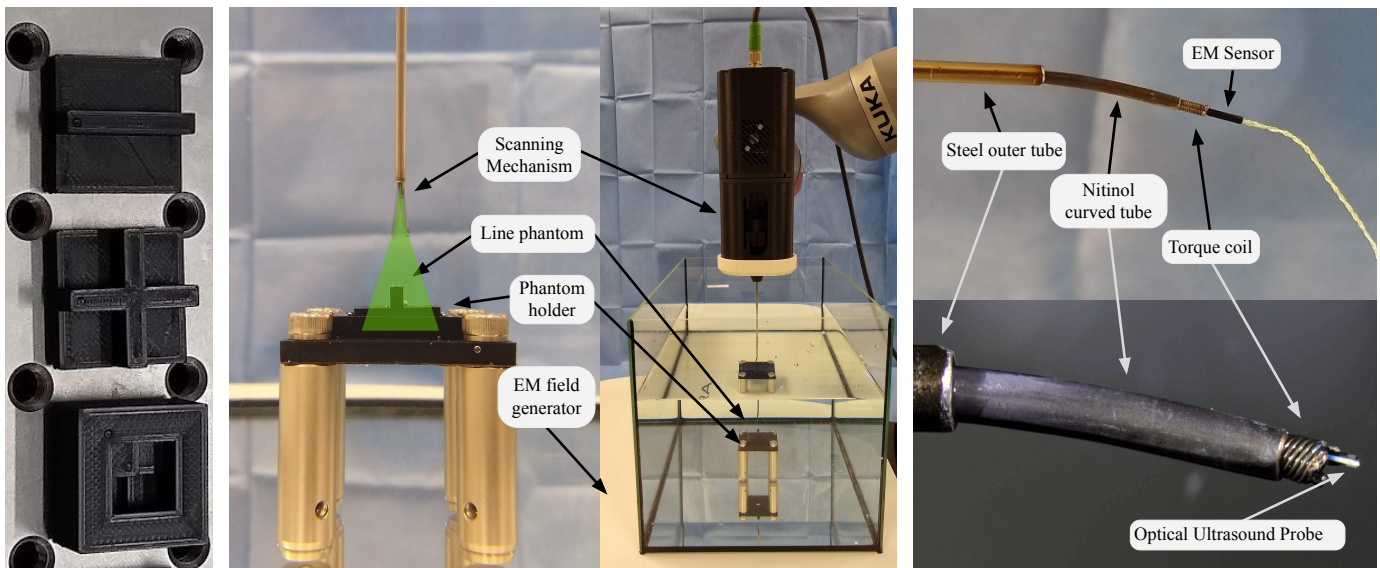 Scanning
Mechanism
Line phantom
Phantom
holder
EM field
generator
KUKA
EM Sensor
Steel outer tube
Nitinol
curved tube
Torque coil
Optical Ultrasound Probe